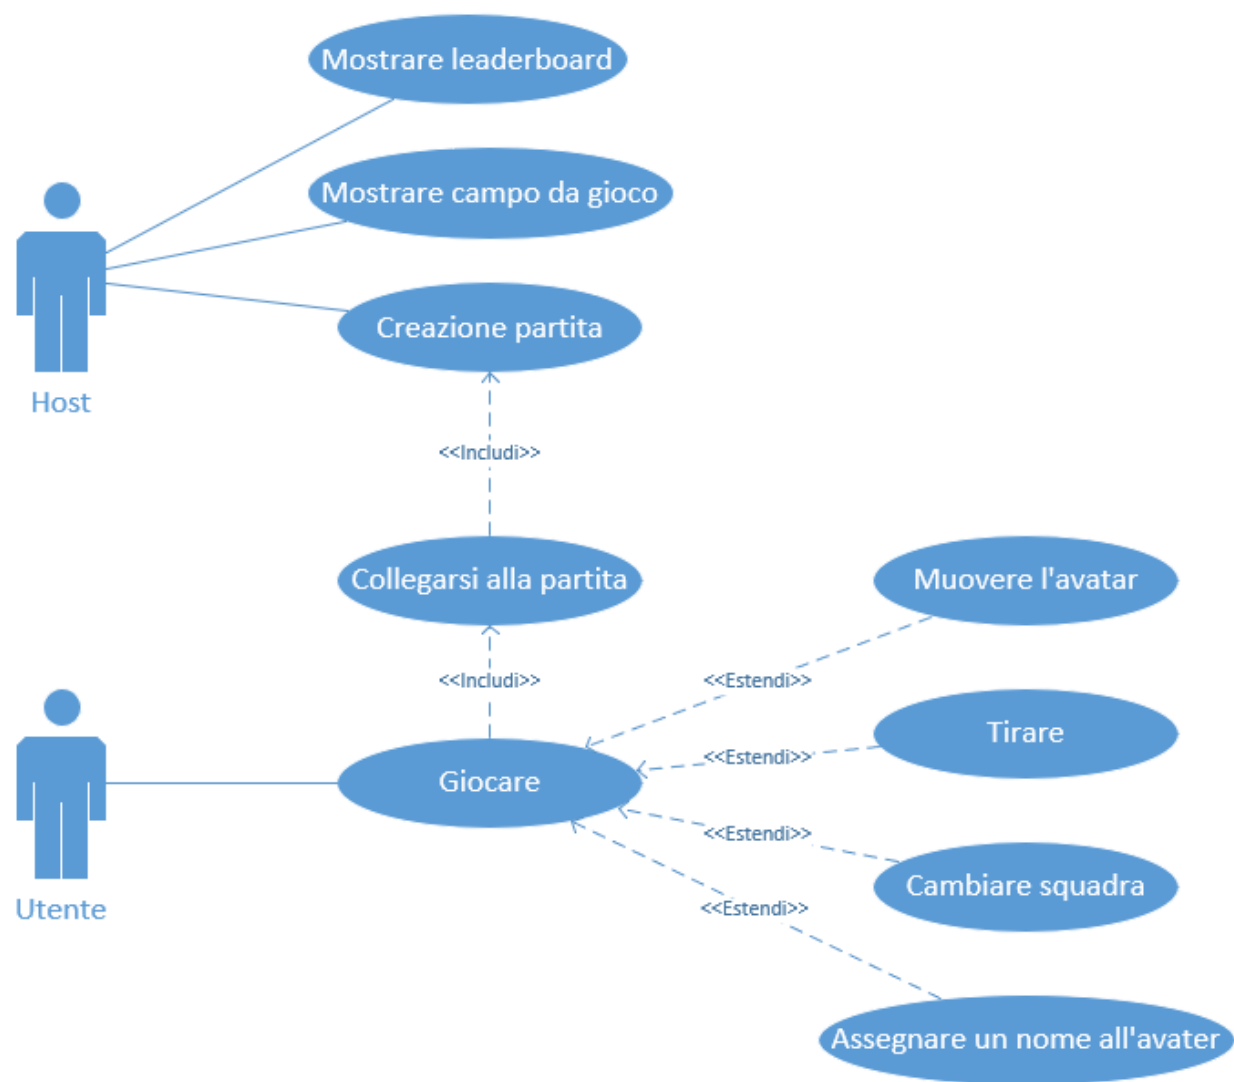 Mostrare leaderboard
Mostrare campo da gioco
Creazione partita
Host
<<Includi>>
Collegarsi alla partita
Muovere l'avatar
<<Includi>>
<<Estendi>>
Tirare
<<Estendi>>
Giocare
<<Estendi>>
Cambiare squadra
Utente
<<Estendi>>
Assegnare un nome all'avater